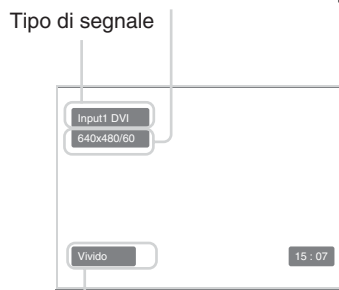 Tipo di segnale
Input1 DVI
640x480/60
Vivido
15 : 07